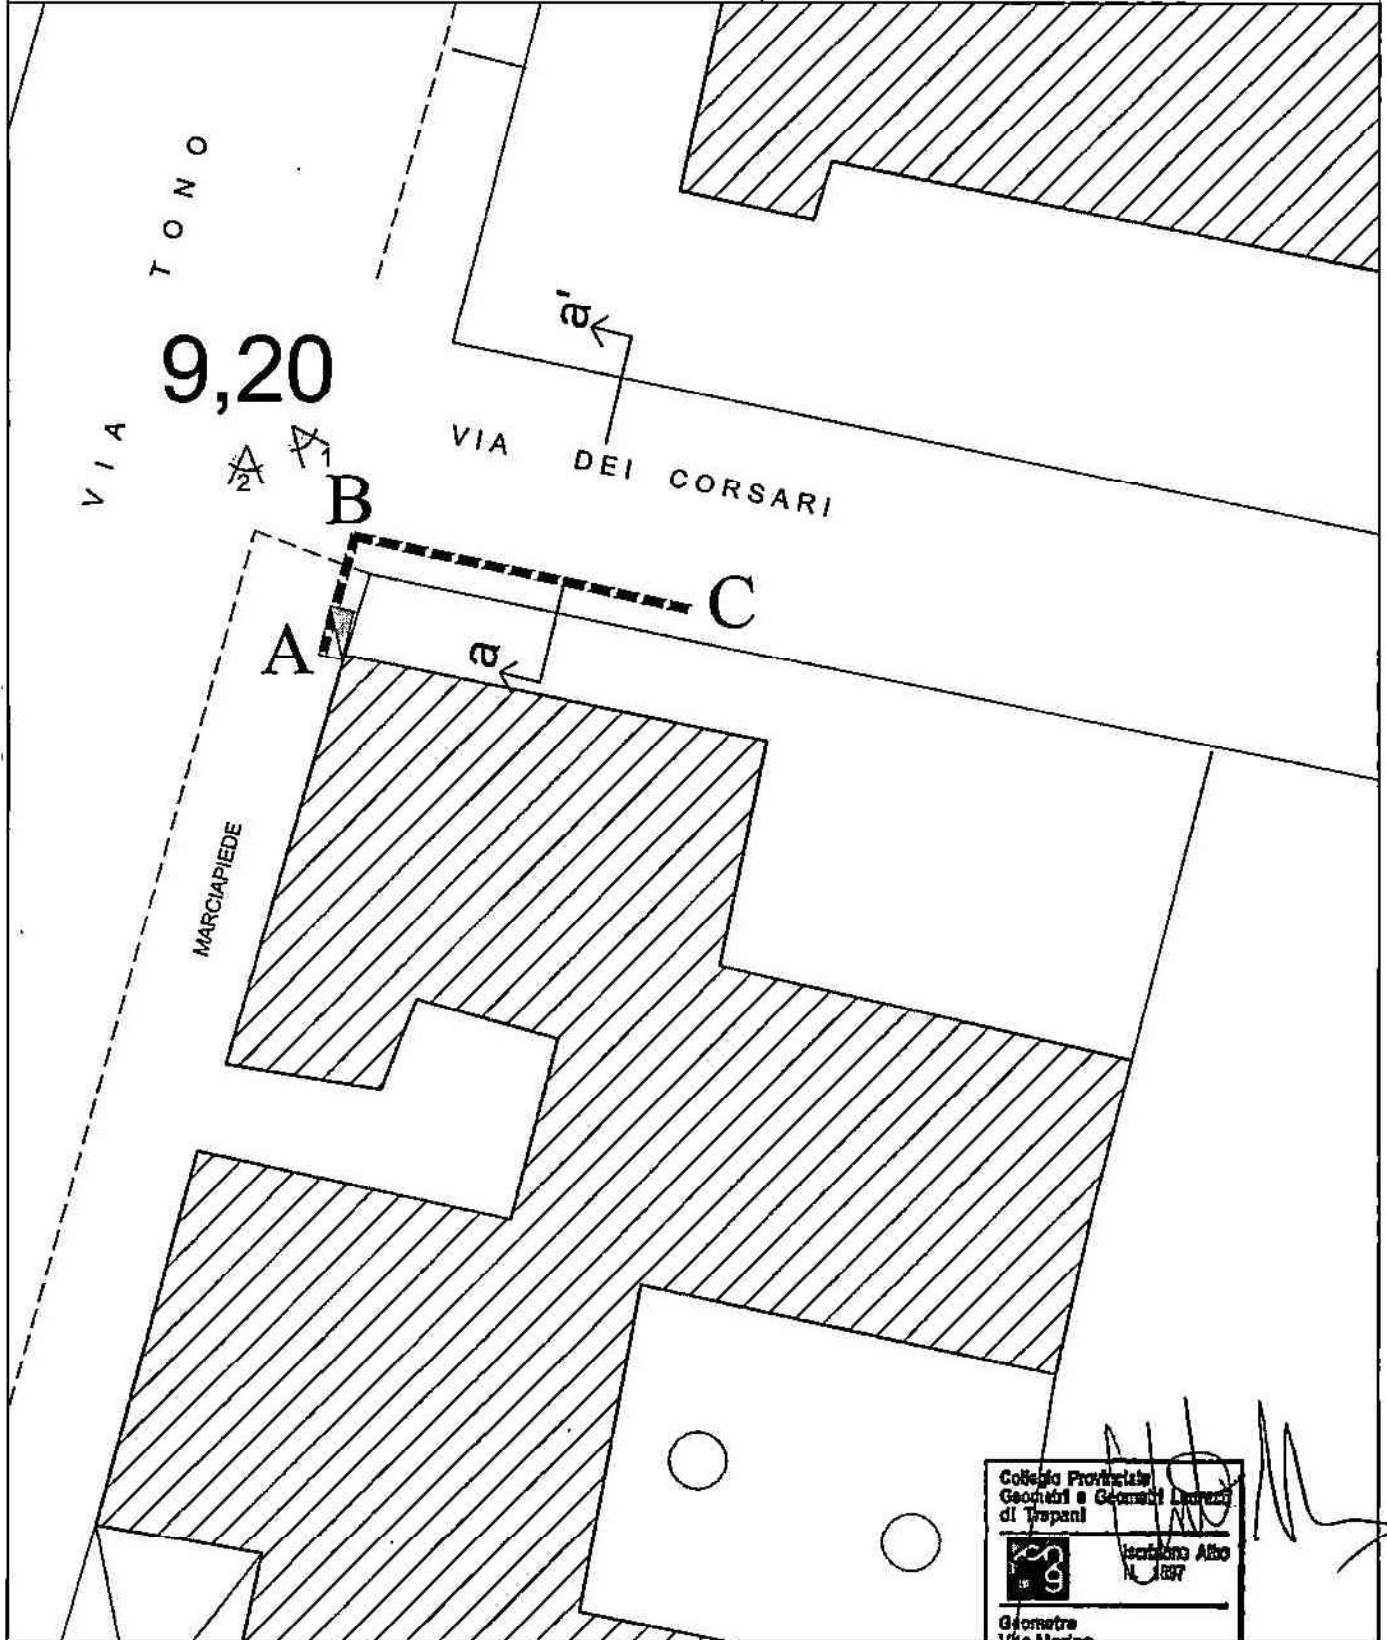 VIA TONO
9,20
A2
A1
VIA DEI CORSARI
a'
B
C
A
a
MARCIAPIEDE
Collegio Provinciale
Geometri e Geometri Laureati
di Trapani
Iscrizione Albo
N. 1897
Geometra